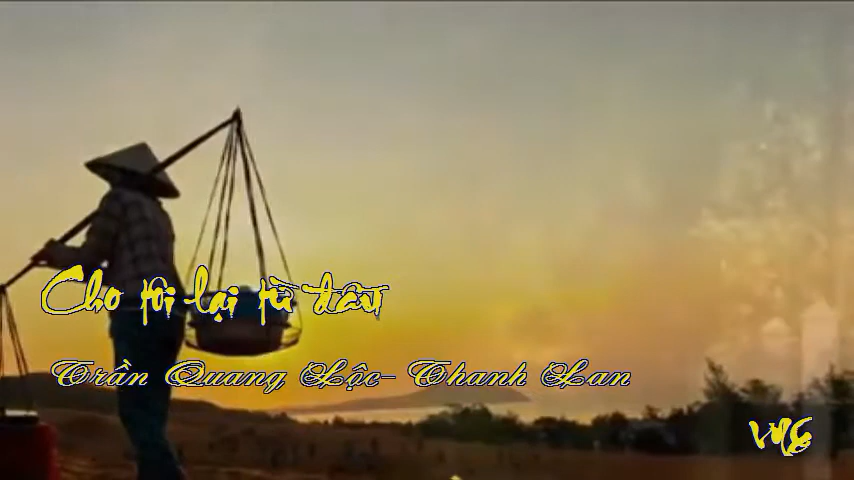 Cho tôi lại từ đầu
Trần Quang Lộc- Thanh Lan